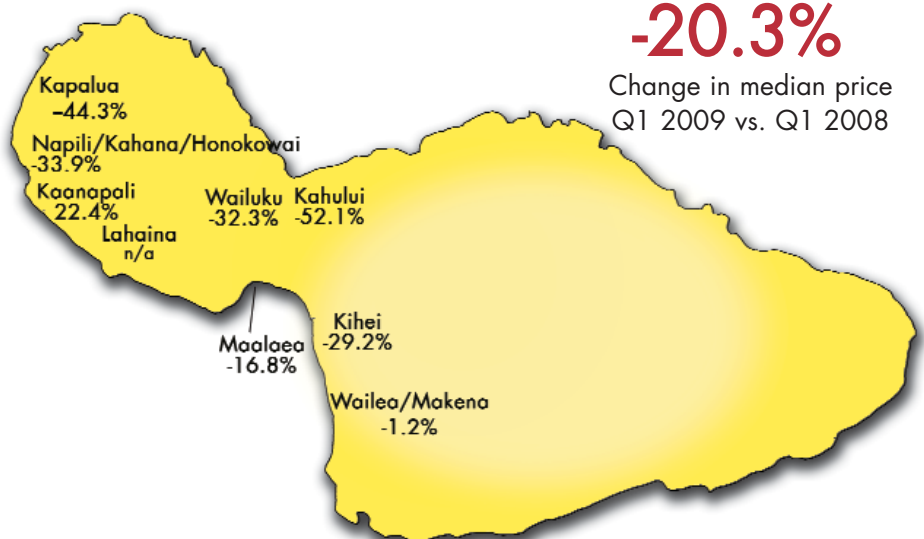 -20.3%
Change in median price
Q1 2009 vs. Q1 2008
Kapalua
–44.3%
Napili/Kahana/Honokowai
-33.9%
Kaanapali
22.4%
Lahaina
n/a
Wailuku
-32.3%
Kahului
-52.1%
Maalaea
-16.8%
Kihei
-29.2%
Wailea/Makena
-1.2%